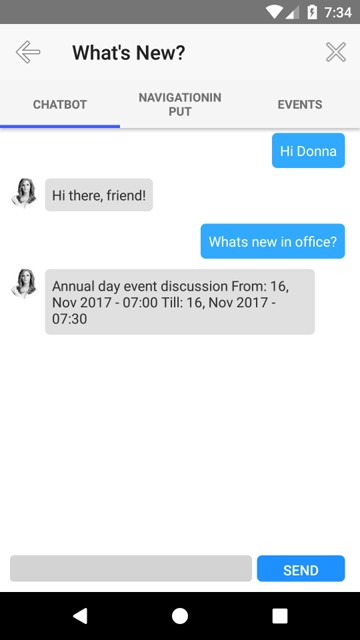 7:34
What's New?
CHATBOT
NAVIGATIONIN
PUT
EVENTS
Hi Donna
Hi there, friend!
Whats new in office?
Annual day event discussion From: 16,
Nov 2017 - 07:00 Till: 16, Nov 2017 -
07:30
SEND